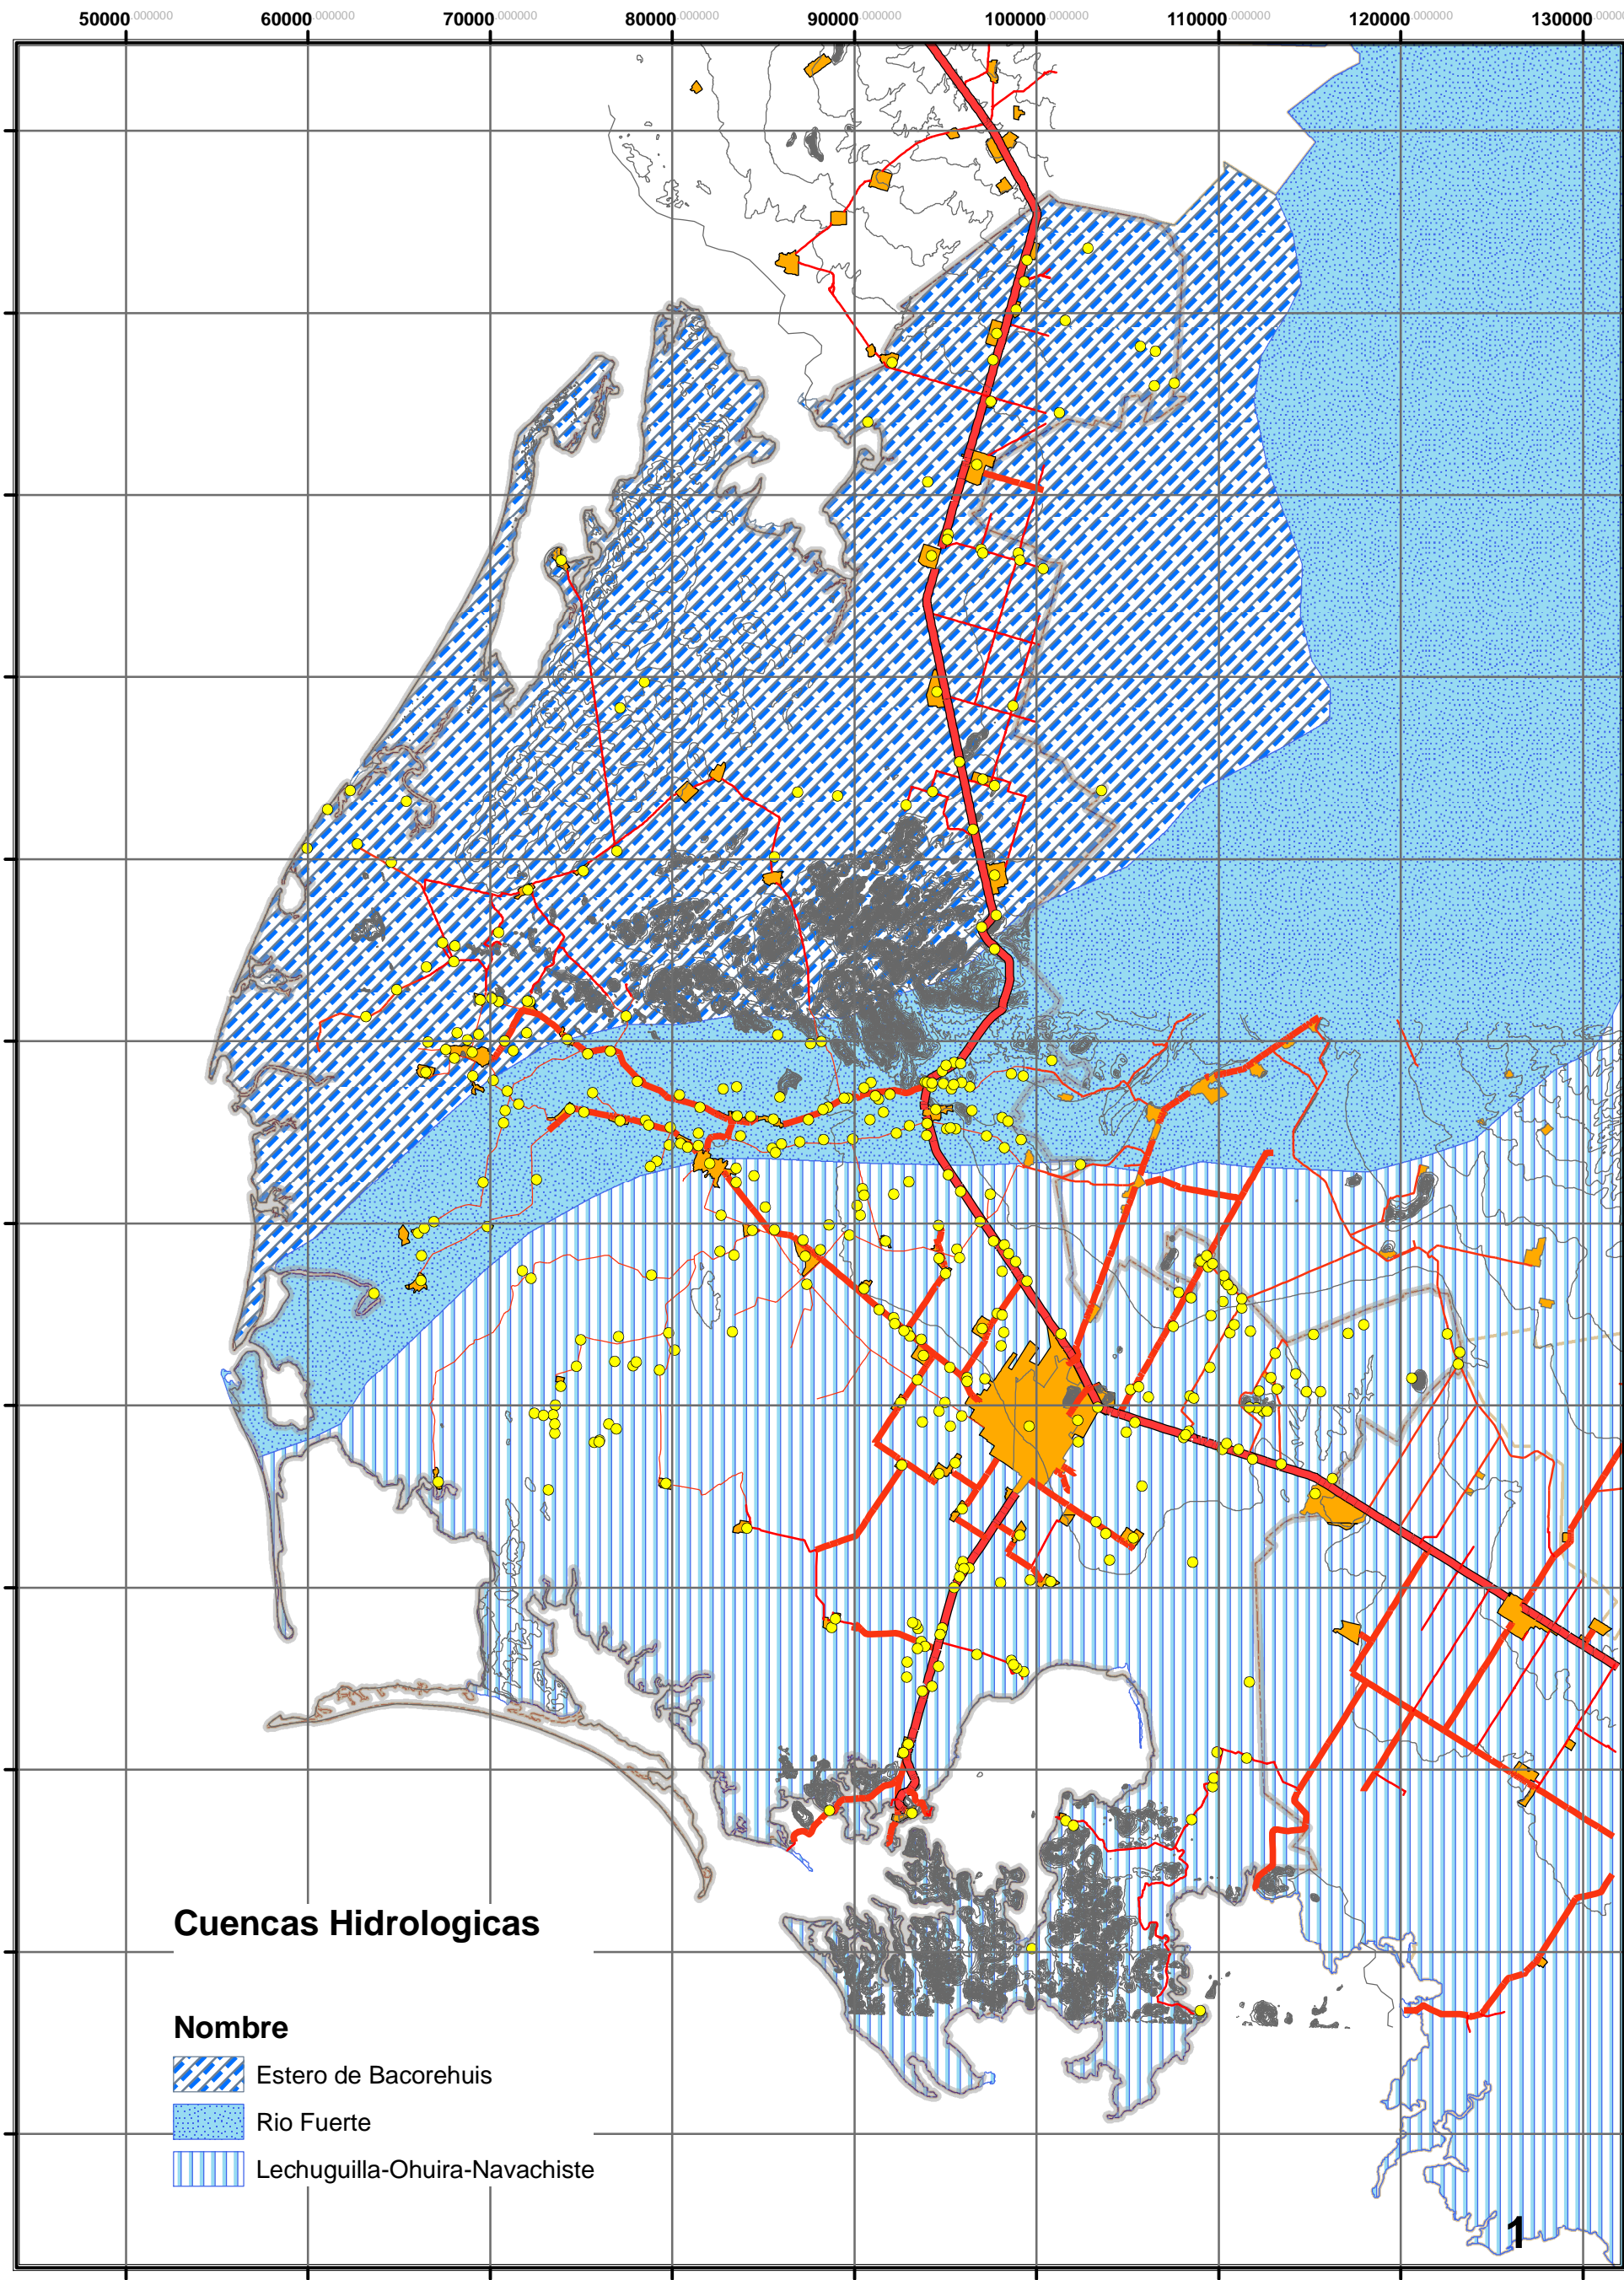 50000.000000 60000.000000 70000.000000 80000.000000 90000.000000 100000.000000 110000.000000 120000.000000 130000.00000
Cuencas Hidrologicas
Nombre
Estero de Bacorehuis
Rio Fuerte
Lechuguilla-Ohuira-Navachiste
1